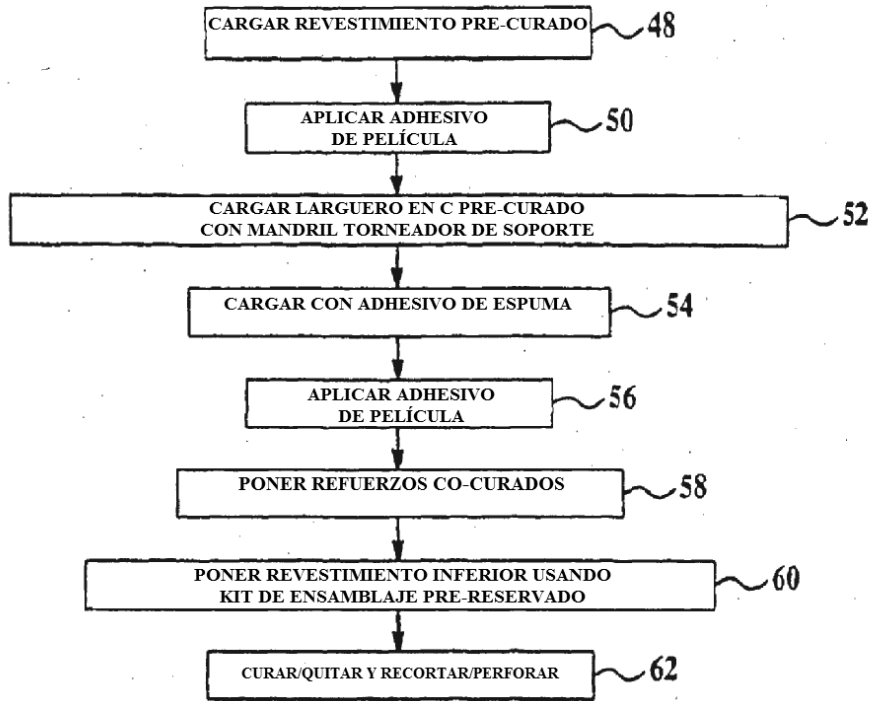 CARGAR REVESTIMIENTO PRE-CURADO
48
APLICAR ADHESIVO
DE PELÍCULA
50
CARGAR LARGUERO EN C PRE-CURADO
CON MANDRIL TORNEADOR DE SOPORTE
52
CARGAR CON ADHESIVO DE ESPUMA
54
APLICAR ADHESIVO
DE PELÍCULA
56
PONER REFUERZOS CO-CURADOS
58
PONER REVESTIMIENTO INFERIOR USANDO
KIT DE ENSAMBLAJE PRE-RESERVADO
60
CURAR/QUITAR Y RECORTAR/PERFORAR
62